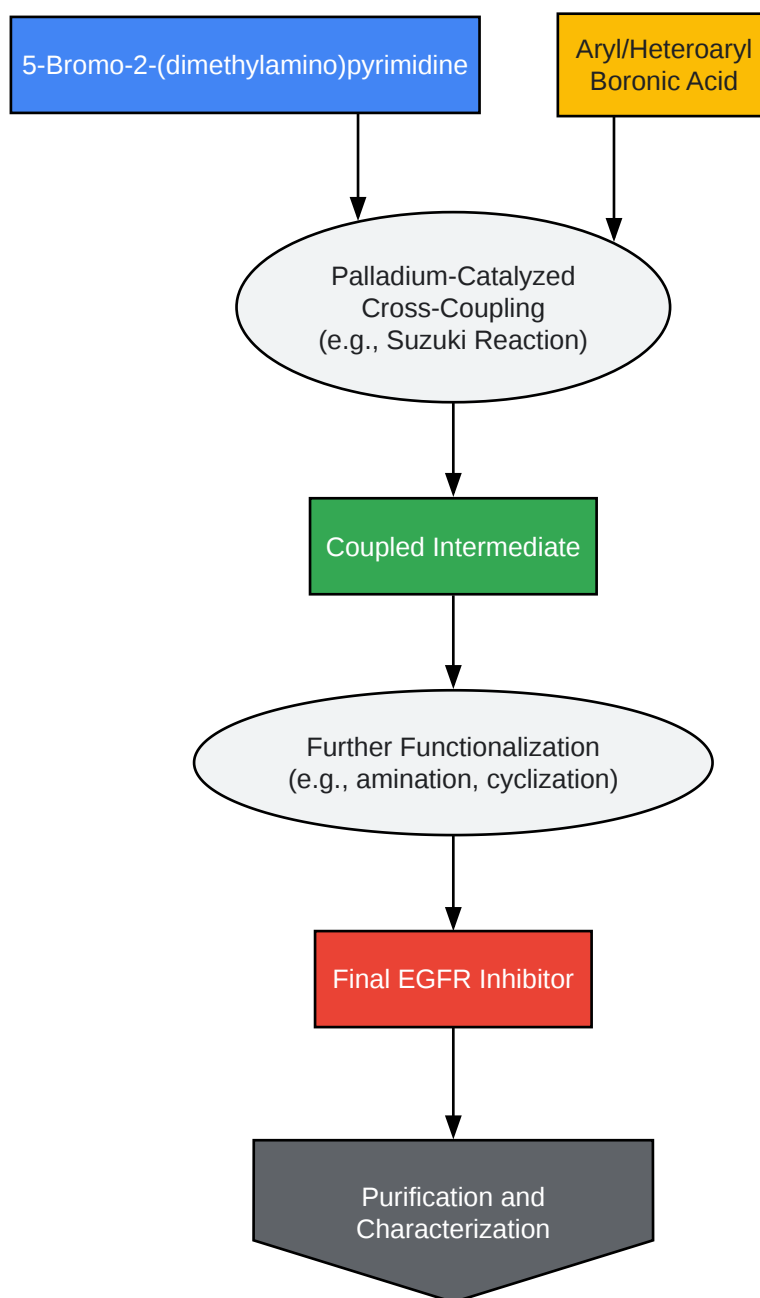 5-Bromo-2-(dimethylamino)pyrimidine
Aryl/Heteroaryl
Boronic Acid
Palladium-Catalyzed
Cross-Coupling
(e.g., Suzuki Reaction)
Coupled Intermediate
Further Functionalization
(e.g., amination, cyclization)
Final EGFR Inhibitor
Purification and
Characterization